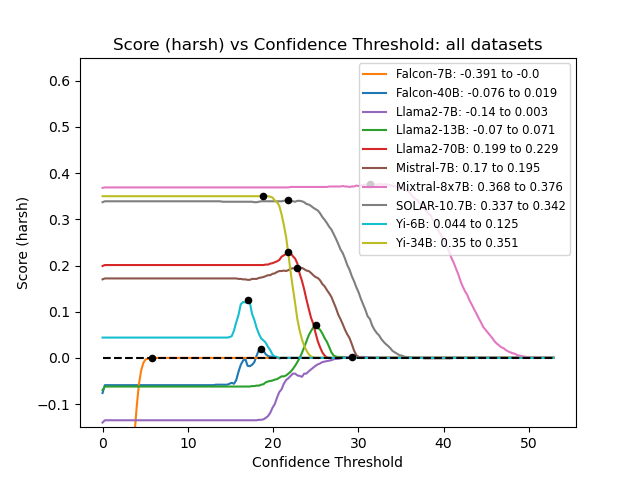 Score (harsh) vs Confidence Threshold: all datasets
Score (harsh)
0.6
0.5
0.4
0.3
0.2
0.1
0.0
−0.1
Falcon-7B: -0.391 to -0.0
Falcon-40B: -0.076 to 0.019
Llama2-7B: -0.14 to 0.003
Llama2-13B: -0.07 to 0.071
Llama2-70B: 0.199 to 0.229
Mistral-7B: 0.17 to 0.195
Mixtral-8x7B: 0.368 to 0.376
SOLAR-10.7B: 0.337 to 0.342
Yi-6B: 0.044 to 0.125
Yi-34B: 0.35 to 0.351
0 10 20 30 40 50
Confidence Threshold